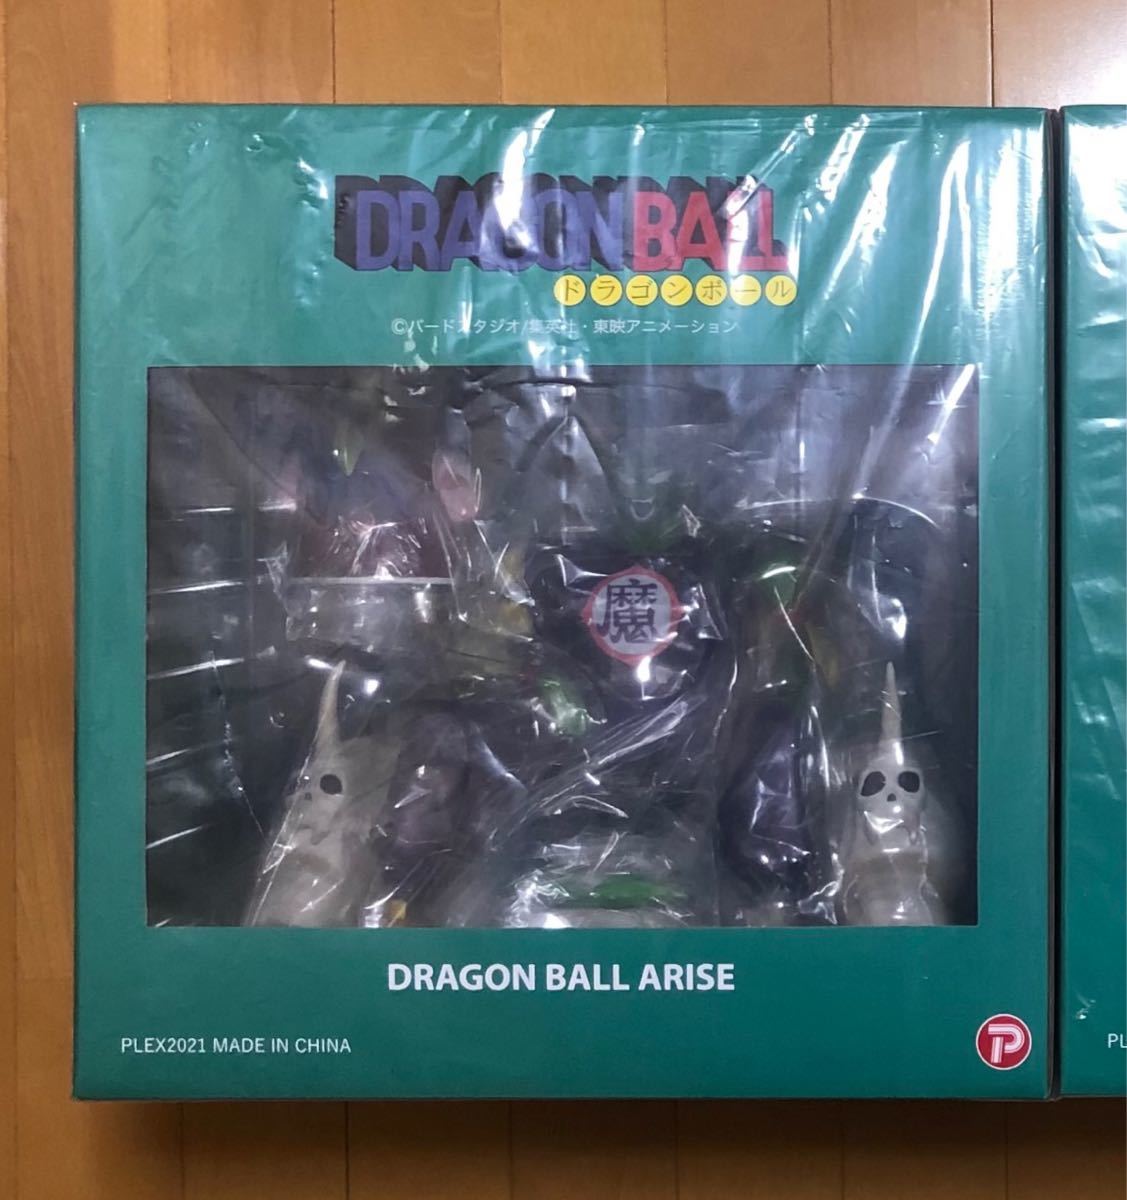 DRAGON BALL
ドラゴンボール
©バードスタジオ/集英社・東映アニメーション
魔
DRAGON BALL ARISE
PLEX2021 MADE IN CHINA
P
PL